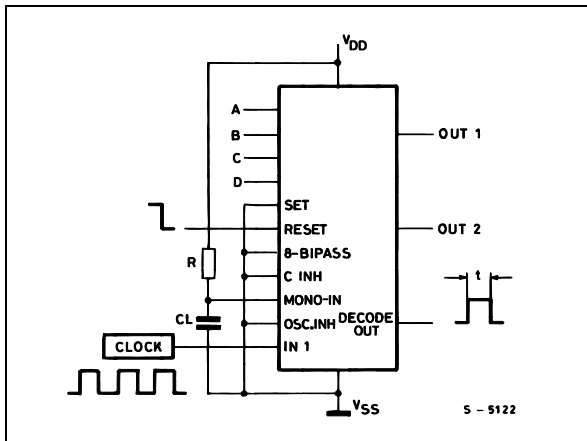 VDD
A
B
C
D
SET
RESET
8-BIPASS
C INH
MONO-IN
OSC.INH
IN 1
R
CL
CLOCK
OUT 1
OUT 2
t
DECODE
OUT
VSS
S - 5122